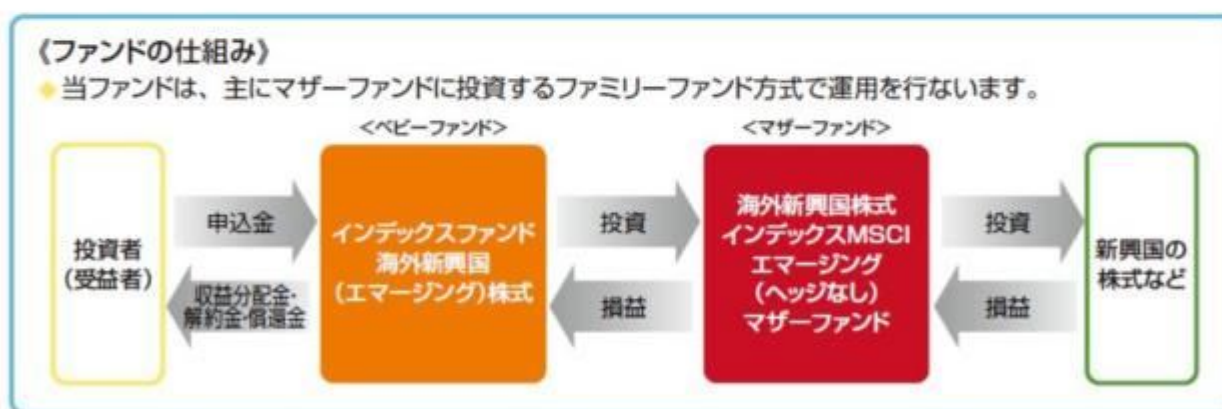 《ファンドの仕組み》
◆当ファンドは、主にマザーファンドに投資するファミリーファンド方式で運用を行ないます。
<ベビーファンド>
<マザーファンド>
投資者
(受益者)
申込金
収益分配金・
解約金・償還金
インデックスファンド
海外新興国
(エマージング)株式
投資
損益
海外新興国株式
インデックスMSCI
エマージング
(ヘッジなし)
マザーファンド
投資
損益
新興国の
株式など